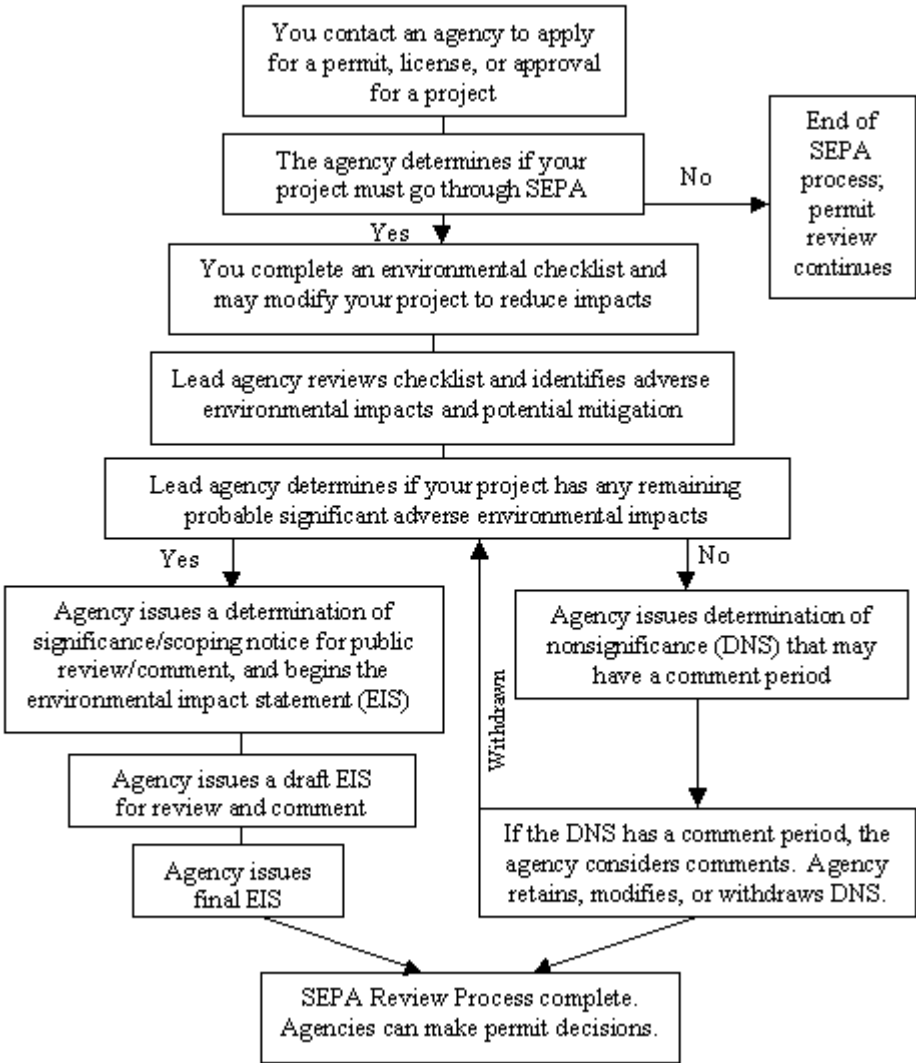 You contact an agency to apply
for a permit, license, or approval
for a project
The agency determines if your
project must go through SEPA
No
End of
SEPA
process;
permit
review
continues
Yes
You complete an environmental checklist and
may modify your project to reduce impacts
Lead agency reviews checklist and identifies adverse
environmental impacts and potential mitigation
Lead agency determines if your project has any remaining
probable significant adverse environmental impacts
Yes
No
Agency issues a determination of
significance/scoping notice for public
review/comment, and begins the
environmental impact statement (EIS)
Agency issues determination of
nonsignificance (DNS) that may
have a comment period
Withdrawn
Agency issues a draft EIS
for review and comment
If the DNS has a comment period, the
agency considers comments. Agency
retains, modifies, or withdraws DNS.
Agency issues
final EIS
SEPA Review Process complete.
Agencies can make permit decisions.